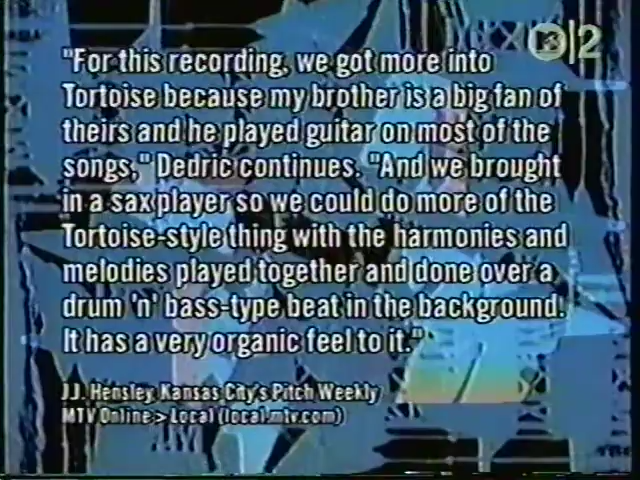 "For this recording, we got more into
Tortoise because my brother is a big fan of
theirs and he played guitar on most of the
songs," Dedric continues. "And we brought
in a sax player so we could do more of the
Tortoise-style thing with the harmonies and
melodies played together and done over a
drum 'n' bass-type beat in the background.
It has a very organic feel to it."
J.J. Hensley, Kansas City's Pitch Weekly
MTV Online > Local (local.mtv.com)
2